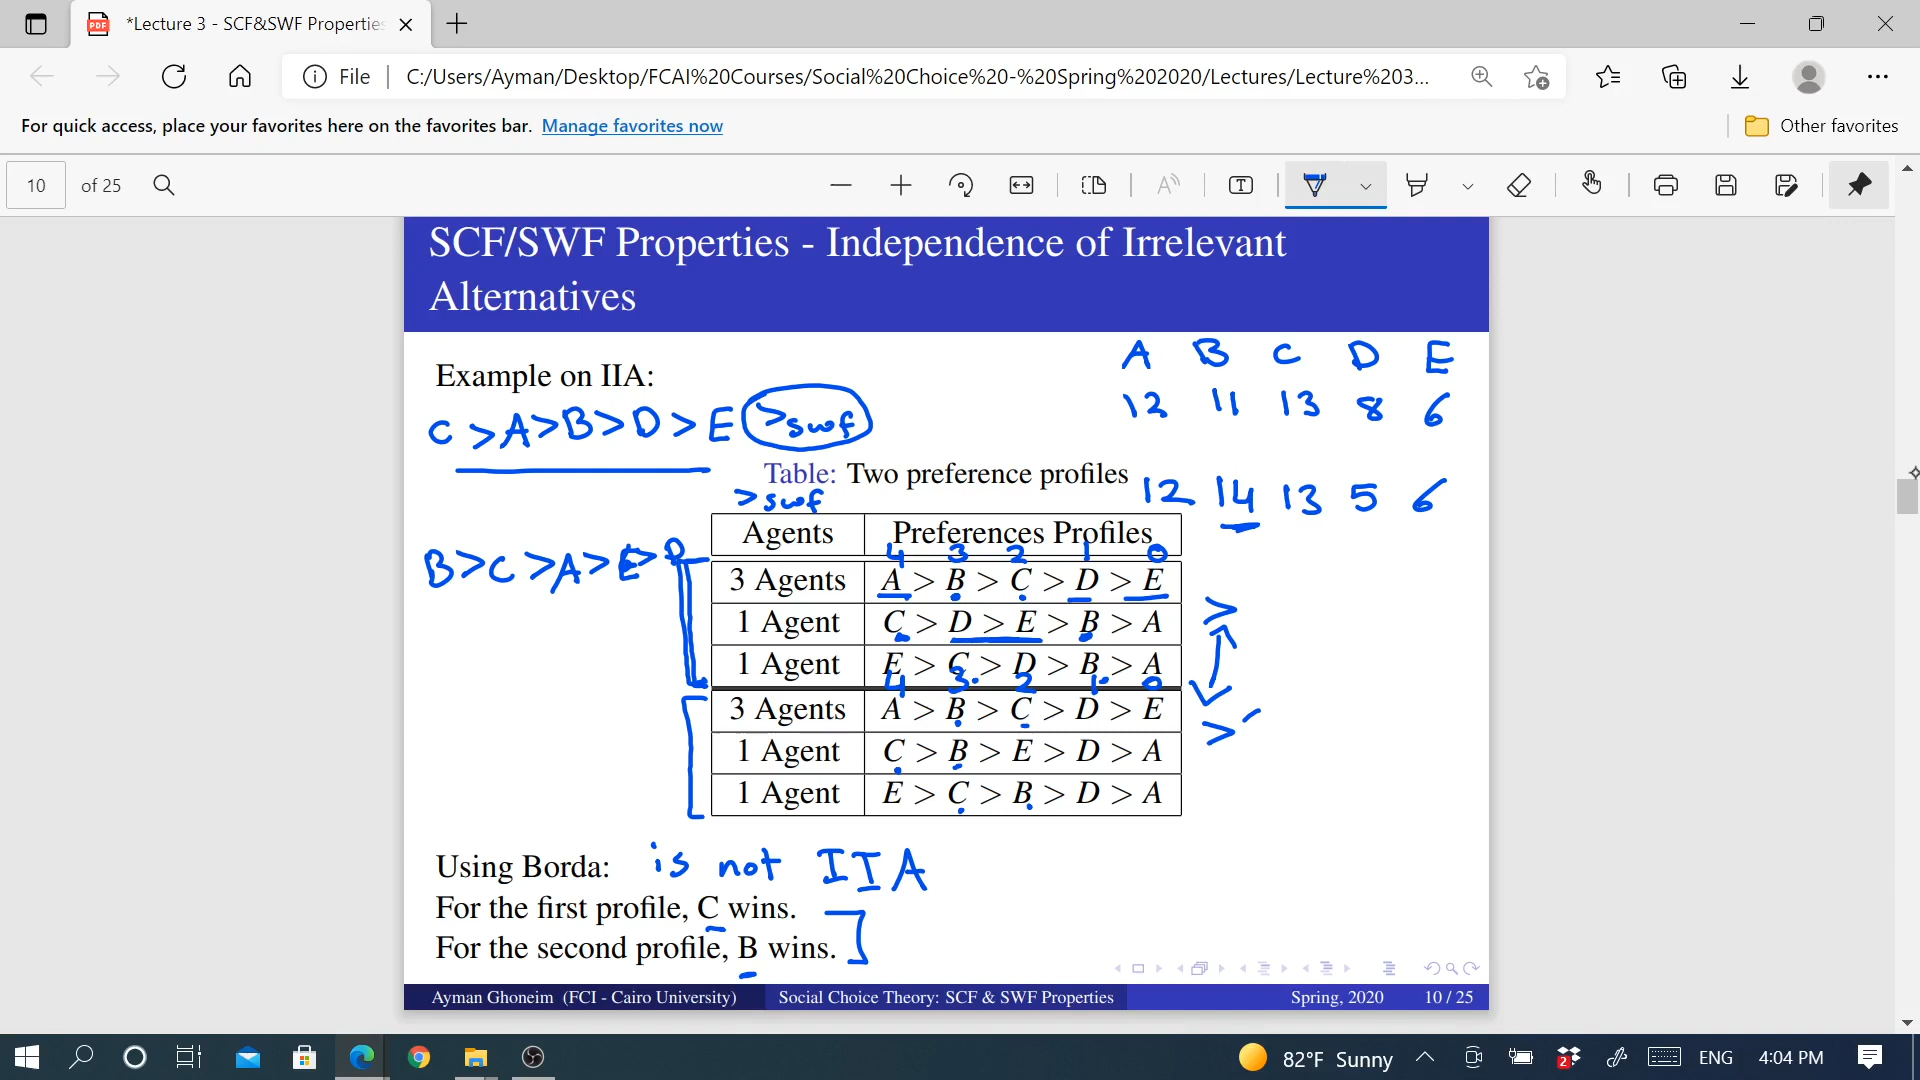 *Lecture 3 - SCF&SWF Properties
File C:/Users/Ayman/Desktop/FCAI%20Courses/Social%20Choice%20-%20Spring%202020/Lectures/Lecture%203...
For quick access, place your favorites here on the favorites bar. Manage favorites now
Other favorites
10 of 25
SCF/SWF Properties - Independence of Irrelevant
Alternatives
A B C D E
Example on IIA:
12 11 13 8 6
C > A > B > D > E >swf
Table: Two preference profiles
12 14 13 5 6
>swf
Agents Preferences Profiles
4 3 2 1 0
B > C > A > E > D
3 Agents A > B > C > D > E
>
1 Agent C > D > E > B > A
1 Agent E > C > D > B > A
4 3 2 1 0
3 Agents A > B > C > D > E
>'
1 Agent C > B > E > D > A
1 Agent E > C > B > D > A
Using Borda: is not IIA
For the first profile, C wins.
For the second profile, B wins.
Ayman Ghoneim (FCI - Cairo University) Social Choice Theory: SCF & SWF Properties Spring, 2020 10 / 25
82°F Sunny 2 ENG 4:04 PM